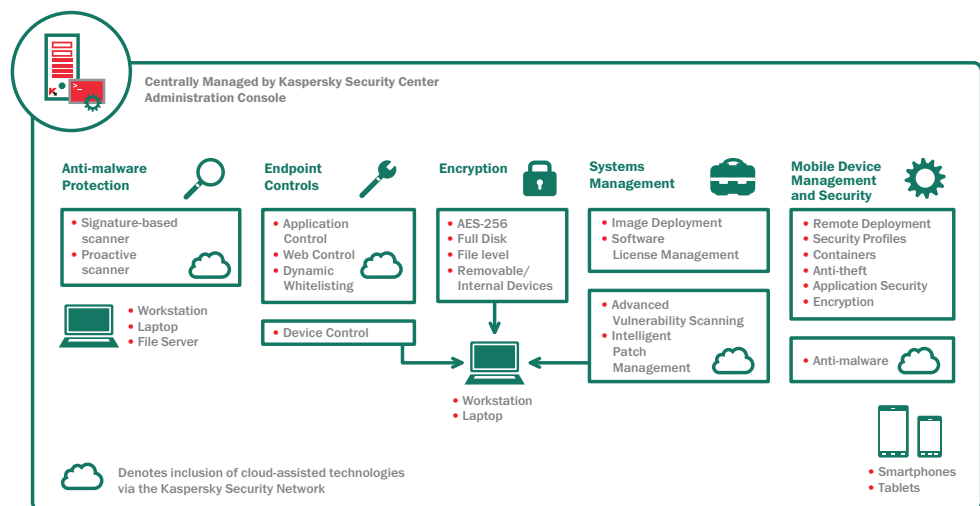 Centrally Managed by Kaspersky Security Center
Administration Console
>_
K
Anti-malware
Protection
• Signature-based
scanner
• Proactive
scanner
• Workstation
• Laptop
• File Server
Endpoint
Controls
• Application
Control
• Web Control
• Dynamic
Whitelisting
• Device Control
Encryption
• AES-256
• Full Disk
• File level
• Removable/
Internal Devices
• Workstation
• Laptop
Systems
Management
• Image Deployment
• Software
License Management
• Advanced
Vulnerability Scanning
• Intelligent
Patch
Management
Mobile Device
Management
and Security
• Remote Deployment
• Security Profiles
• Containers
• Anti-theft
• Application Security
• Encryption
• Anti-malware
• Smartphones
• Tablets
Denotes inclusion of cloud-assisted technologies
via the Kaspersky Security Network